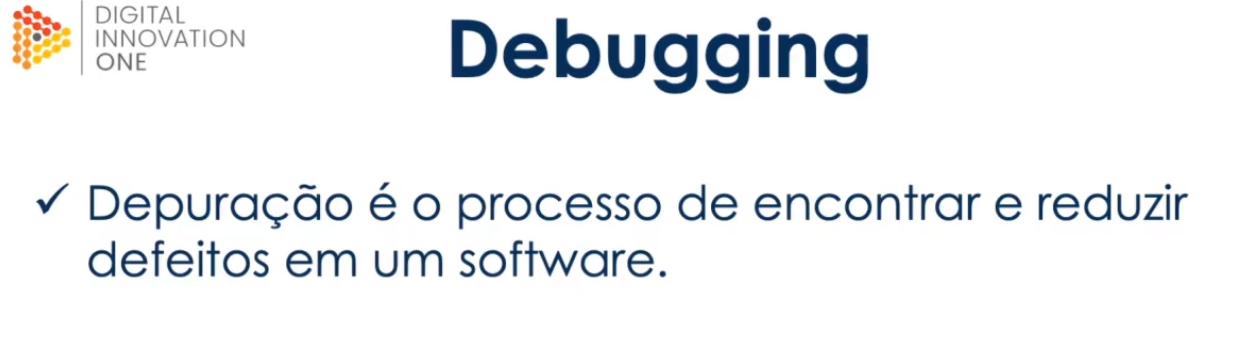 DIGITAL
INNOVATION
ONE
Debugging
✓ Depuração é o processo de encontrar e reduzir
defeitos em um software.